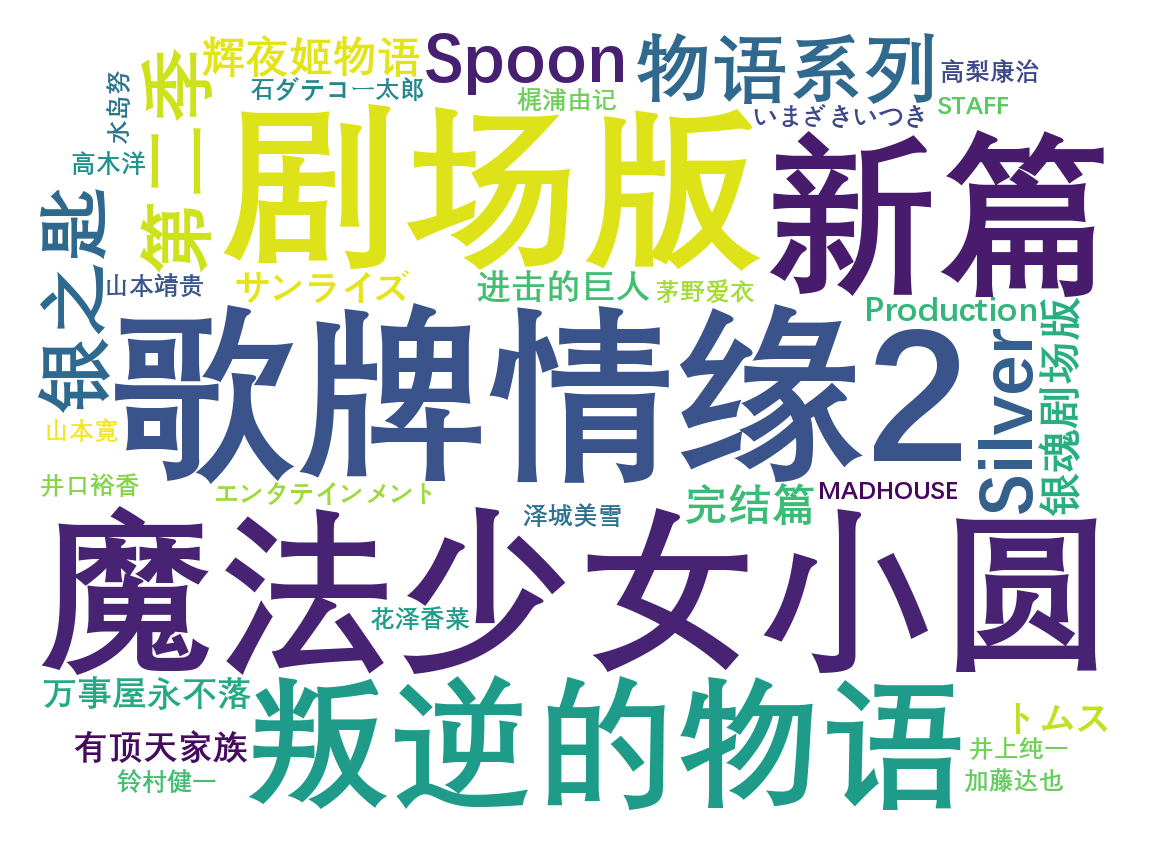 辉夜姬物语
Spoon
物语系列
高梨康治
石ダテコー太郎
梶浦由记
STAFF
水岛努
第二季
いまざきいつき
剧场版
新篇
高木洋
银之匙
山本靖贵
サンライズ
进击的巨人
茅野爱衣
Production
银魂剧场版
歌牌情缘2
Silver
山本寛
井口裕香
エンタテインメント
完结篇
MADHOUSE
泽城美雪
魔法少女小圆
花泽香菜
万事屋永不落
叛逆的物语
トムス
有顶天家族
井上纯一
铃村健一
加藤达也